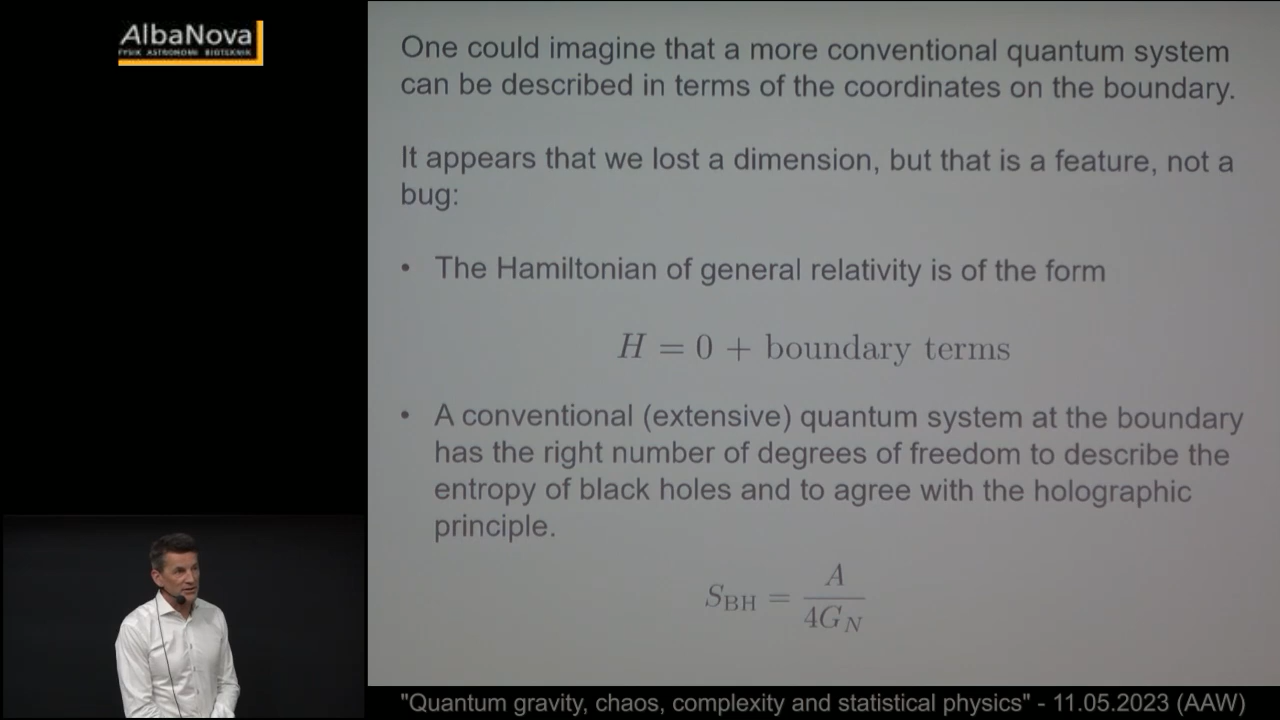 AlbaNova
FYSIK ASTRONOMI BIOTEKNIK
One could imagine that a more conventional quantum system
can be described in terms of the coordinates on the boundary.
It appears that we lost a dimension, but that is a feature, not a
bug:
• The Hamiltonian of general relativity is of the form
H = 0 + boundary terms
• A conventional (extensive) quantum system at the boundary
has the right number of degrees of freedom to describe the
entropy of black holes and to agree with the holographic
principle.
S_BH = A / 4G_N
"Quantum gravity, chaos, complexity and statistical physics" - 11.05.2023 (AAW)